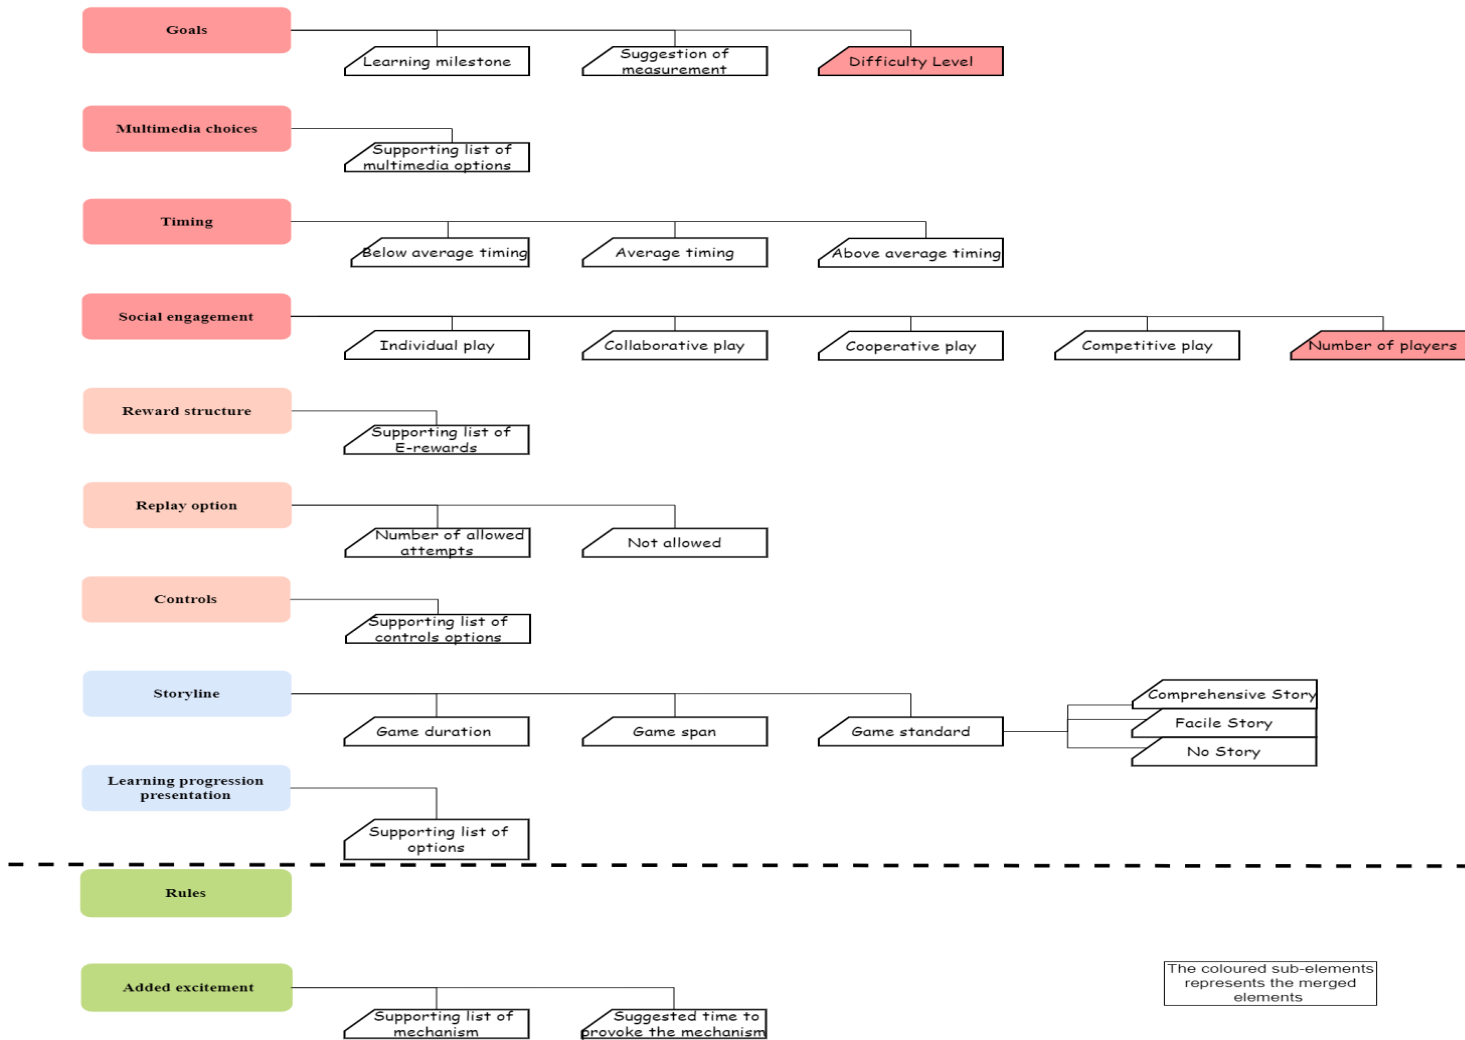 Goals
Learning milestone
Suggestion of
measurement
Difficulty Level
Multimedia choices
Supporting list of
multimedia options
Timing
Below average timing
Average timing
Above average timing
Social engagement
Individual play
Collaborative play
Cooperative play
Competitive play
Number of players
Reward structure
Supporting list of
E-rewards
Replay option
Number of allowed
attempts
Not allowed
Controls
Supporting list of
controls options
Storyline
Game duration
Game span
Game standard
Comprehensive Story
Facile Story
No Story
Learning progression
presentation
Supporting list of
options
Rules
Added excitement
Supporting list of
mechanism
Suggested time to
provoke the mechanism
The coloured sub-elements
represents the merged
elements